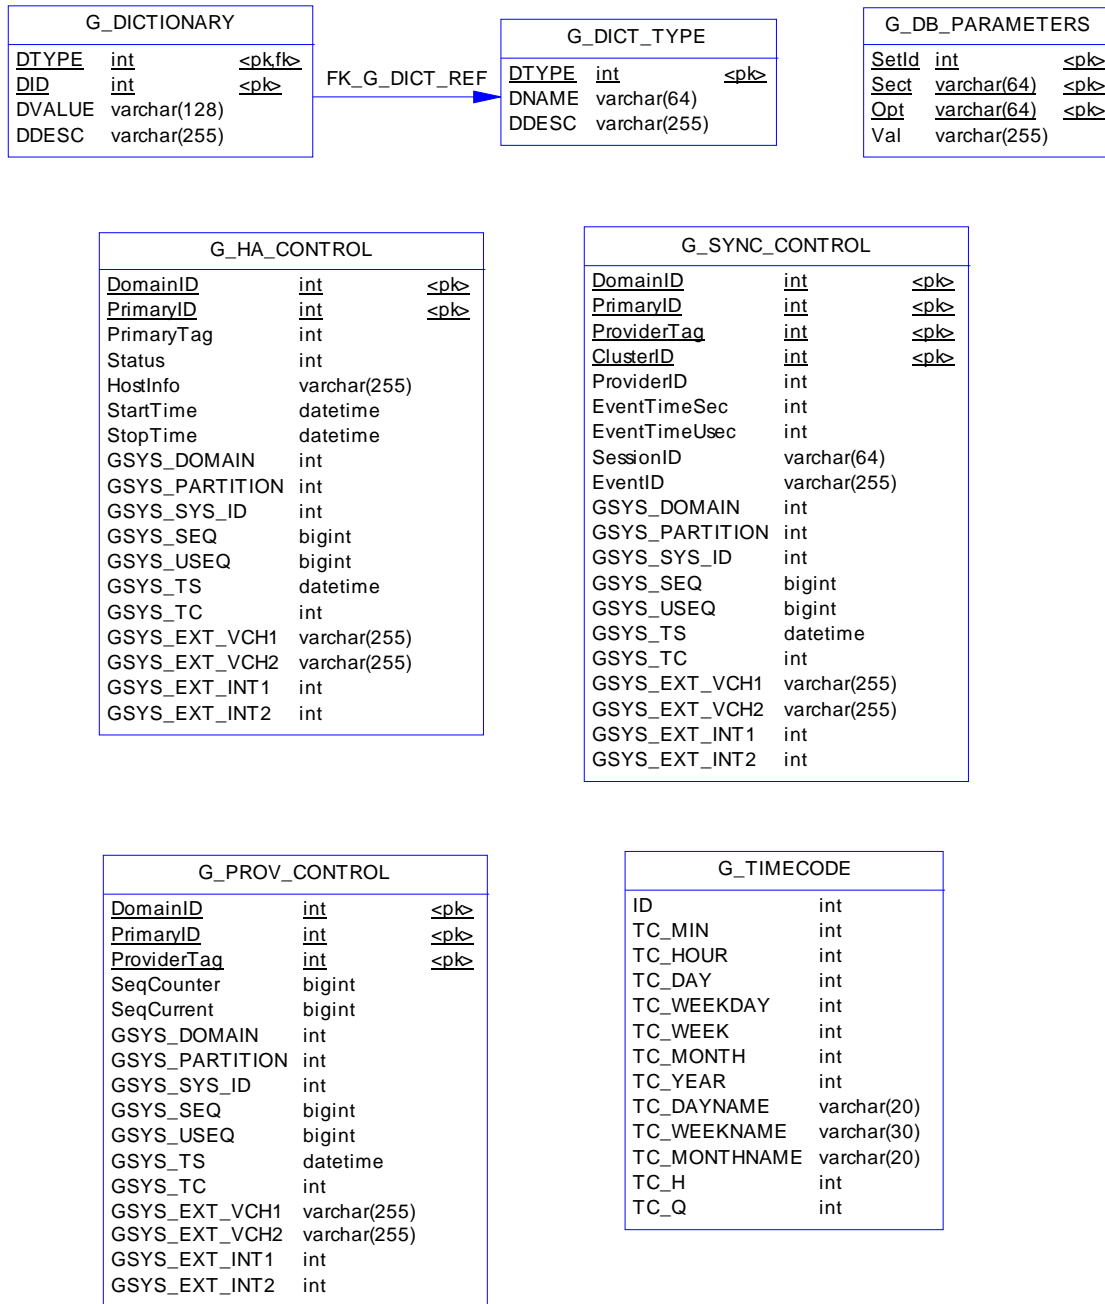 G_DICTIONARY
DTYPE int <pk,fk>
DID int <pk>
DVALUE varchar(128)
DDESC varchar(255)
FK_G_DICT_REF
G_DICT_TYPE
DTYPE int <pk>
DNAME varchar(64)
DDESC varchar(255)
G_DB_PARAMETERS
SetId int <pk>
Sect varchar(64) <pk>
Opt varchar(64) <pk>
Val varchar(255)
G_HA_CONTROL
DomainID int <pk>
PrimaryID int <pk>
PrimaryTag int
Status int
HostInfo varchar(255)
StartTime datetime
StopTime datetime
GSYS_DOMAIN int
GSYS_PARTITION int
GSYS_SYS_ID int
GSYS_SEQ bigint
GSYS_USEQ bigint
GSYS_TS datetime
GSYS_TC int
GSYS_EXT_VCH1 varchar(255)
GSYS_EXT_VCH2 varchar(255)
GSYS_EXT_INT1 int
GSYS_EXT_INT2 int
G_SYNC_CONTROL
DomainID int <pk>
PrimaryID int <pk>
ProviderTag int <pk>
ClusterID int <pk>
ProviderID int
EventTimeSec int
EventTimeUsec int
SessionID varchar(64)
EventID varchar(255)
GSYS_DOMAIN int
GSYS_PARTITION int
GSYS_SYS_ID int
GSYS_SEQ bigint
GSYS_USEQ bigint
GSYS_TS datetime
GSYS_TC int
GSYS_EXT_VCH1 varchar(255)
GSYS_EXT_VCH2 varchar(255)
GSYS_EXT_INT1 int
GSYS_EXT_INT2 int
G_PROV_CONTROL
DomainID int <pk>
PrimaryID int <pk>
ProviderTag int <pk>
SeqCounter bigint
SeqCurrent bigint
GSYS_DOMAIN int
GSYS_PARTITION int
GSYS_SYS_ID int
GSYS_SEQ bigint
GSYS_USEQ bigint
GSYS_TS datetime
GSYS_TC int
GSYS_EXT_VCH1 varchar(255)
GSYS_EXT_VCH2 varchar(255)
GSYS_EXT_INT1 int
GSYS_EXT_INT2 int
G_TIMECODE
ID int
TC_MIN int
TC_HOUR int
TC_DAY int
TC_WEEKDAY int
TC_WEEK int
TC_MONTH int
TC_YEAR int
TC_DAYNAME varchar(20)
TC_WEEKNAME varchar(30)
TC_MONTHNAME varchar(20)
TC_H int
TC_Q int